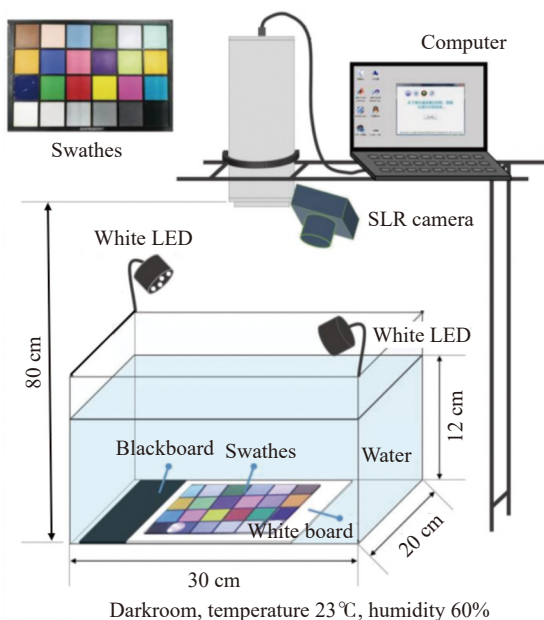 Computer
Swathes
SLR camera
White LED
White LED
80 cm
12 cm
Blackboard
Swathes
Water
White board
20 cm
30 cm
Darkroom, temperature 23℃, humidity 60%